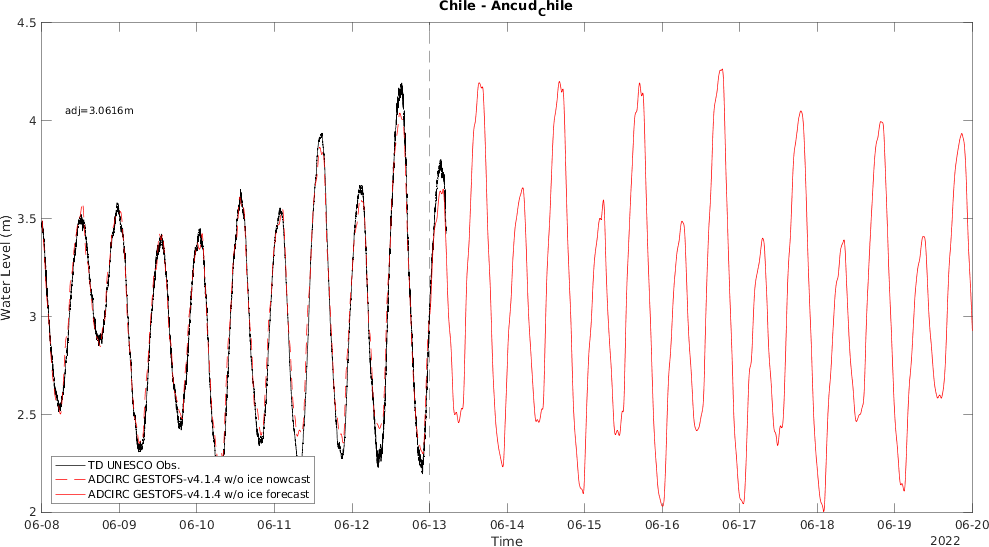 Chile - Ancud_Chile
4.5
4
3.5
3
2.5
2
Water Level (m)
adj=3.0616m
TD UNESCO Obs.
ADCIRC GESTOFS-v4.1.4 w/o ice nowcast
ADCIRC GESTOFS-v4.1.4 w/o ice forecast
06-08 06-09 06-10 06-11 06-12 06-13 06-14 06-15 06-16 06-17 06-18 06-19 06-20
Time
2022